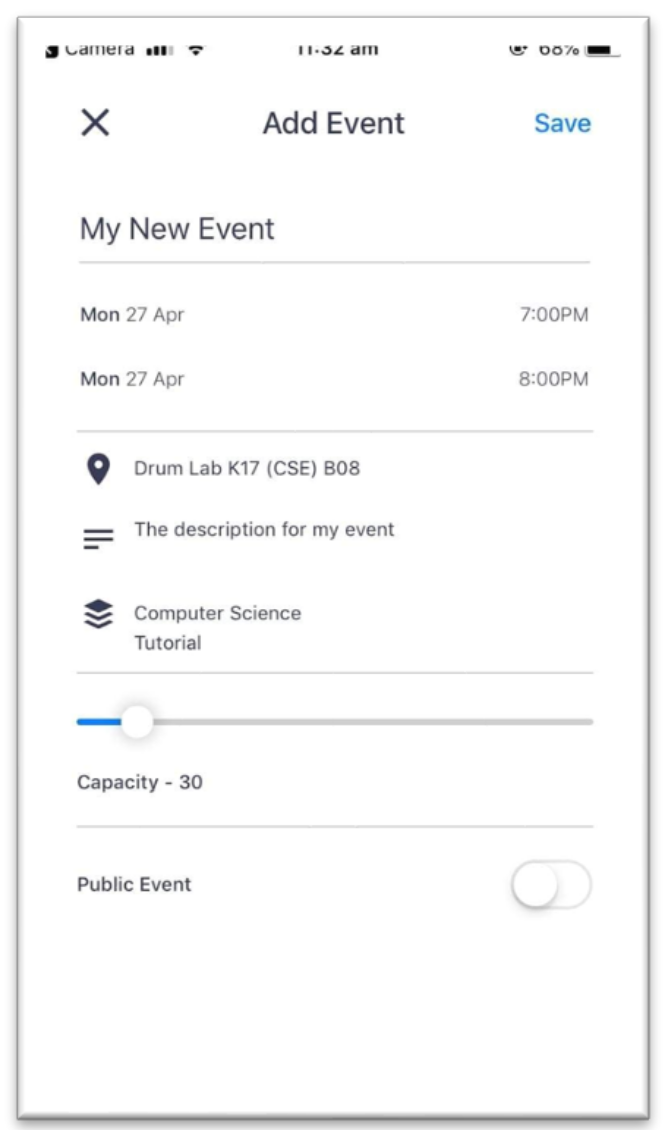 Camera 11:32 am 68%
Add Event Save
My New Event
Mon 27 Apr 7:00PM
Mon 27 Apr 8:00PM
Drum Lab K17 (CSE) B08
The description for my event
Computer Science
Tutorial
Capacity - 30
Public Event